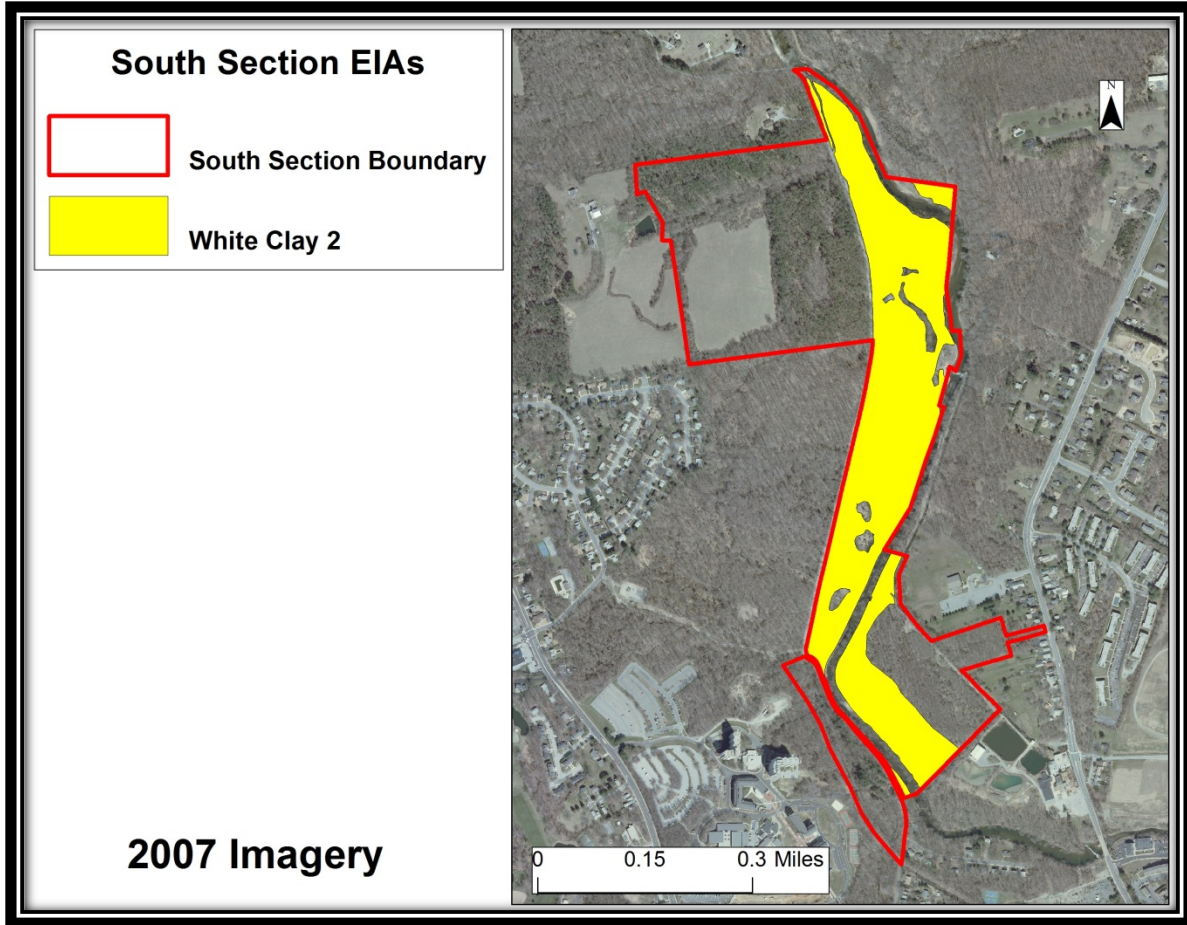 South Section EIAs
South Section Boundary
White Clay 2
2007 Imagery
N
0 0.15 0.3 Miles